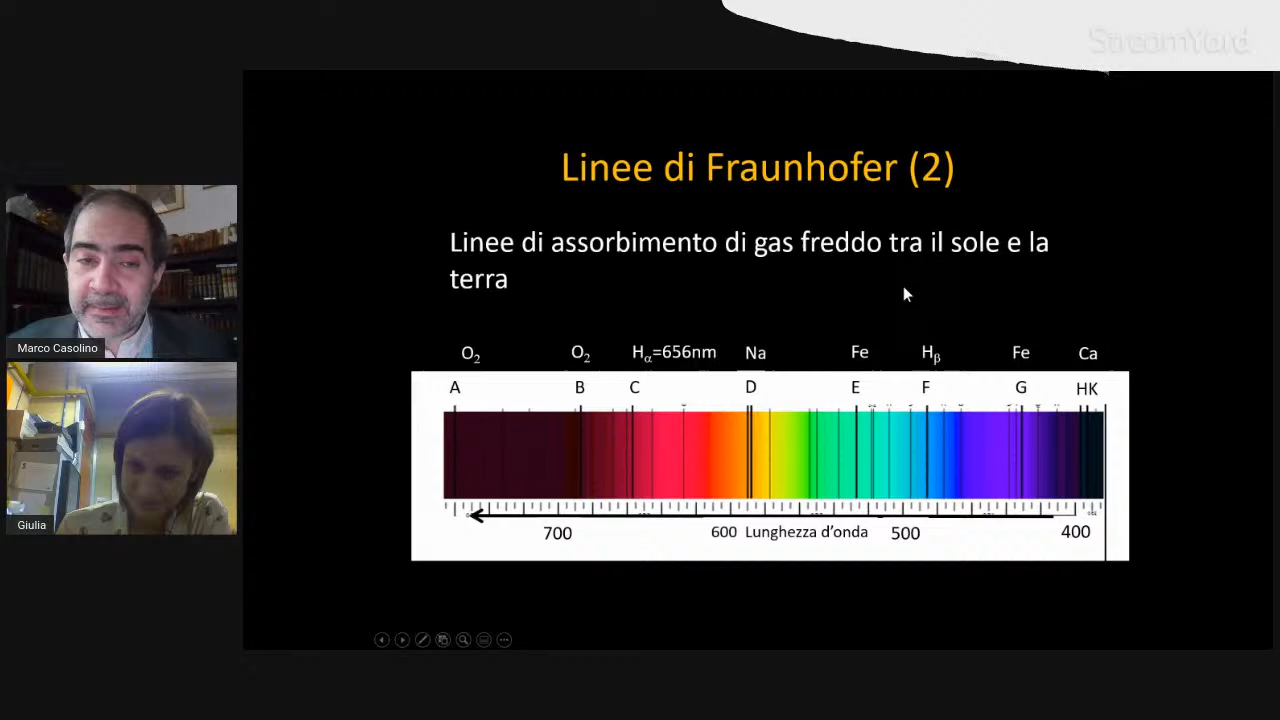 StreamYard
Linee di Fraunhofer (2)
Linee di assorbimento di gas freddo tra il sole e la
terra
O₂ O₂ Hα=656nm Na Fe Hβ Fe Ca
A B C D E F G HK
700 600 Lunghezza d'onda 500 400
Marco Casolino
Giulia